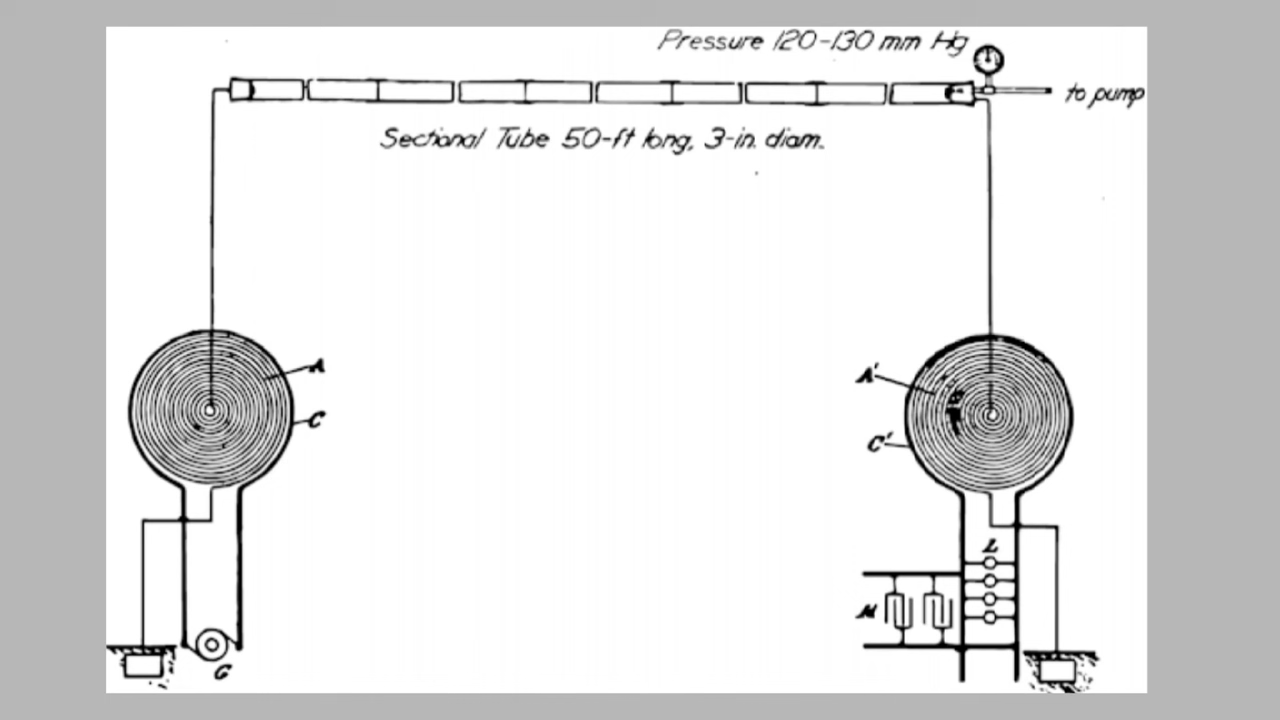 Pressure 120-130 mm Hg
to pump
Sectional Tube 50-ft long, 3-in. diam.
A
C
A'
C'
L
M
G